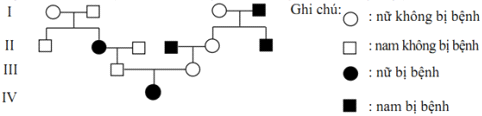 I
Ghi chú:
: nữ không bị bệnh
II
: nam không bị bệnh
III
: nữ bị bệnh
IV
: nam bị bệnh